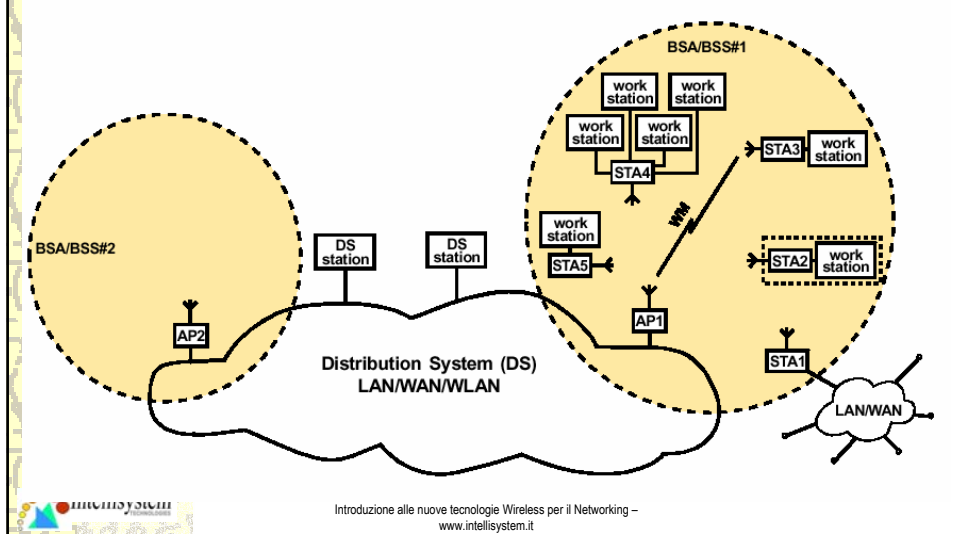 BSA/BSS#1
work
station
work
station
work
station
work
station
STA4
STA3
work
station
WM
BSA/BSS#2
DS
station
DS
station
work
station
STA5
STA2
work
station
AP2
AP1
STA1
Distribution System (DS)
LAN/WAN/WLAN
LAN/WAN
Intellisystem
TECHNOLOGIES
Introduzione alle nuove tecnologie Wireless per il Networking –
www.intellisystem.it